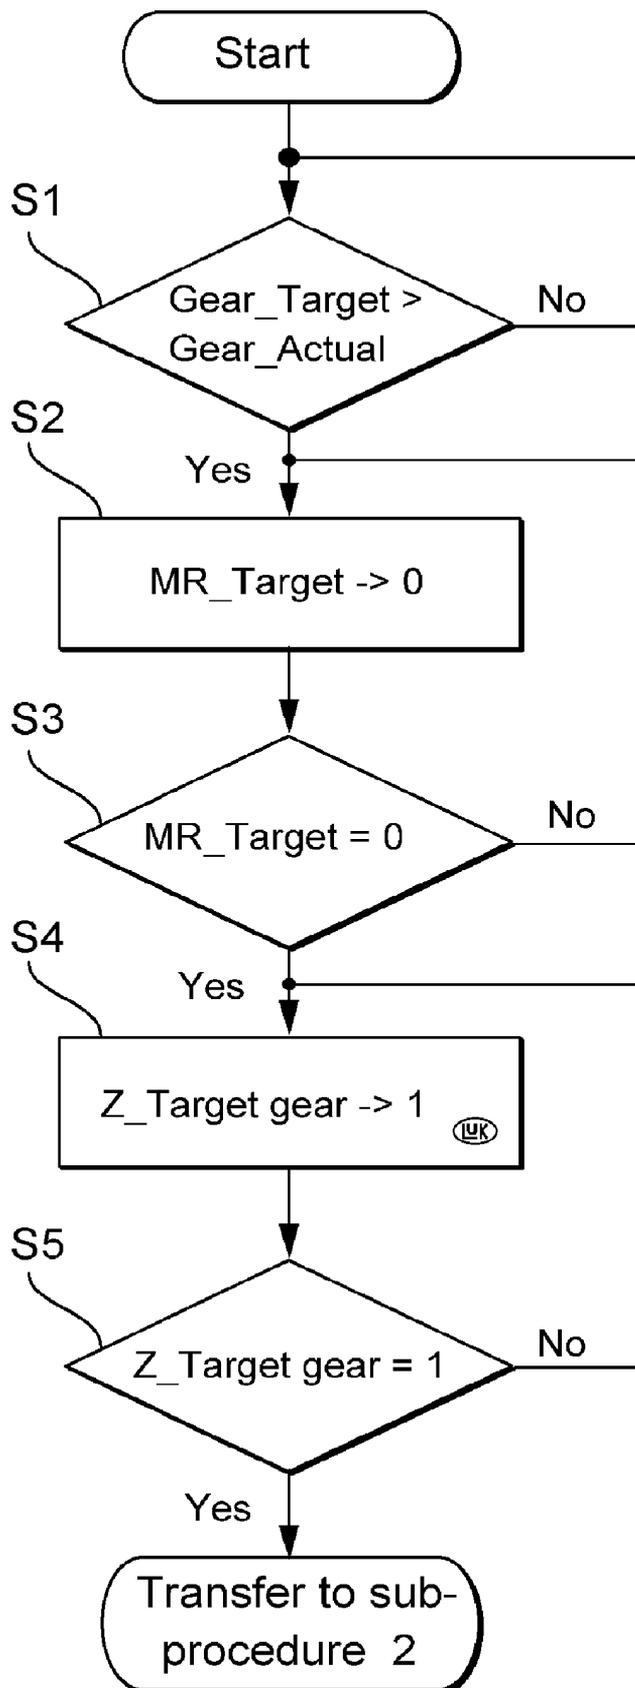 Start
S1
Gear_Target >
Gear_Actual
No
S2
Yes
MR_Target -> 0
S3
MR_Target = 0
No
S4
Yes
Z_Target gear -> 1
LUK
S5
Z_Target gear = 1
No
Yes
Transfer to sub-
procedure 2